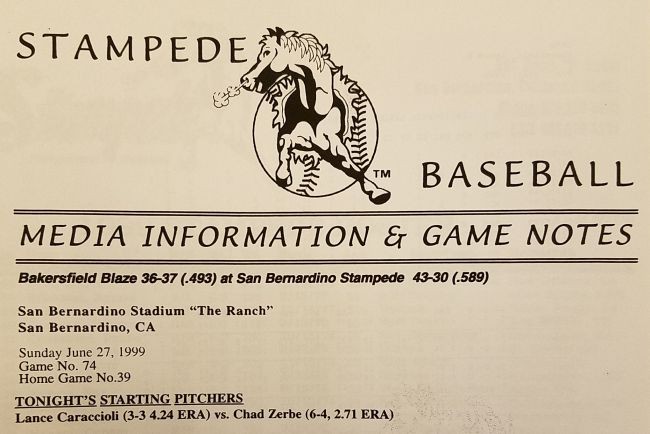 STAMPEDE
TM
BASEBALL
MEDIA INFORMATION & GAME NOTES
Bakersfield Blaze 36-37 (.493) at San Bernardino Stampede 43-30 (.589)
San Bernardino Stadium "The Ranch"
San Bernardino, CA
Sunday June 27, 1999
Game No. 74
Home Game No.39
TONIGHT'S STARTING PITCHERS
Lance Caraccioli (3-3 4.24 ERA) vs. Chad Zerbe (6-4, 2.71 ERA)